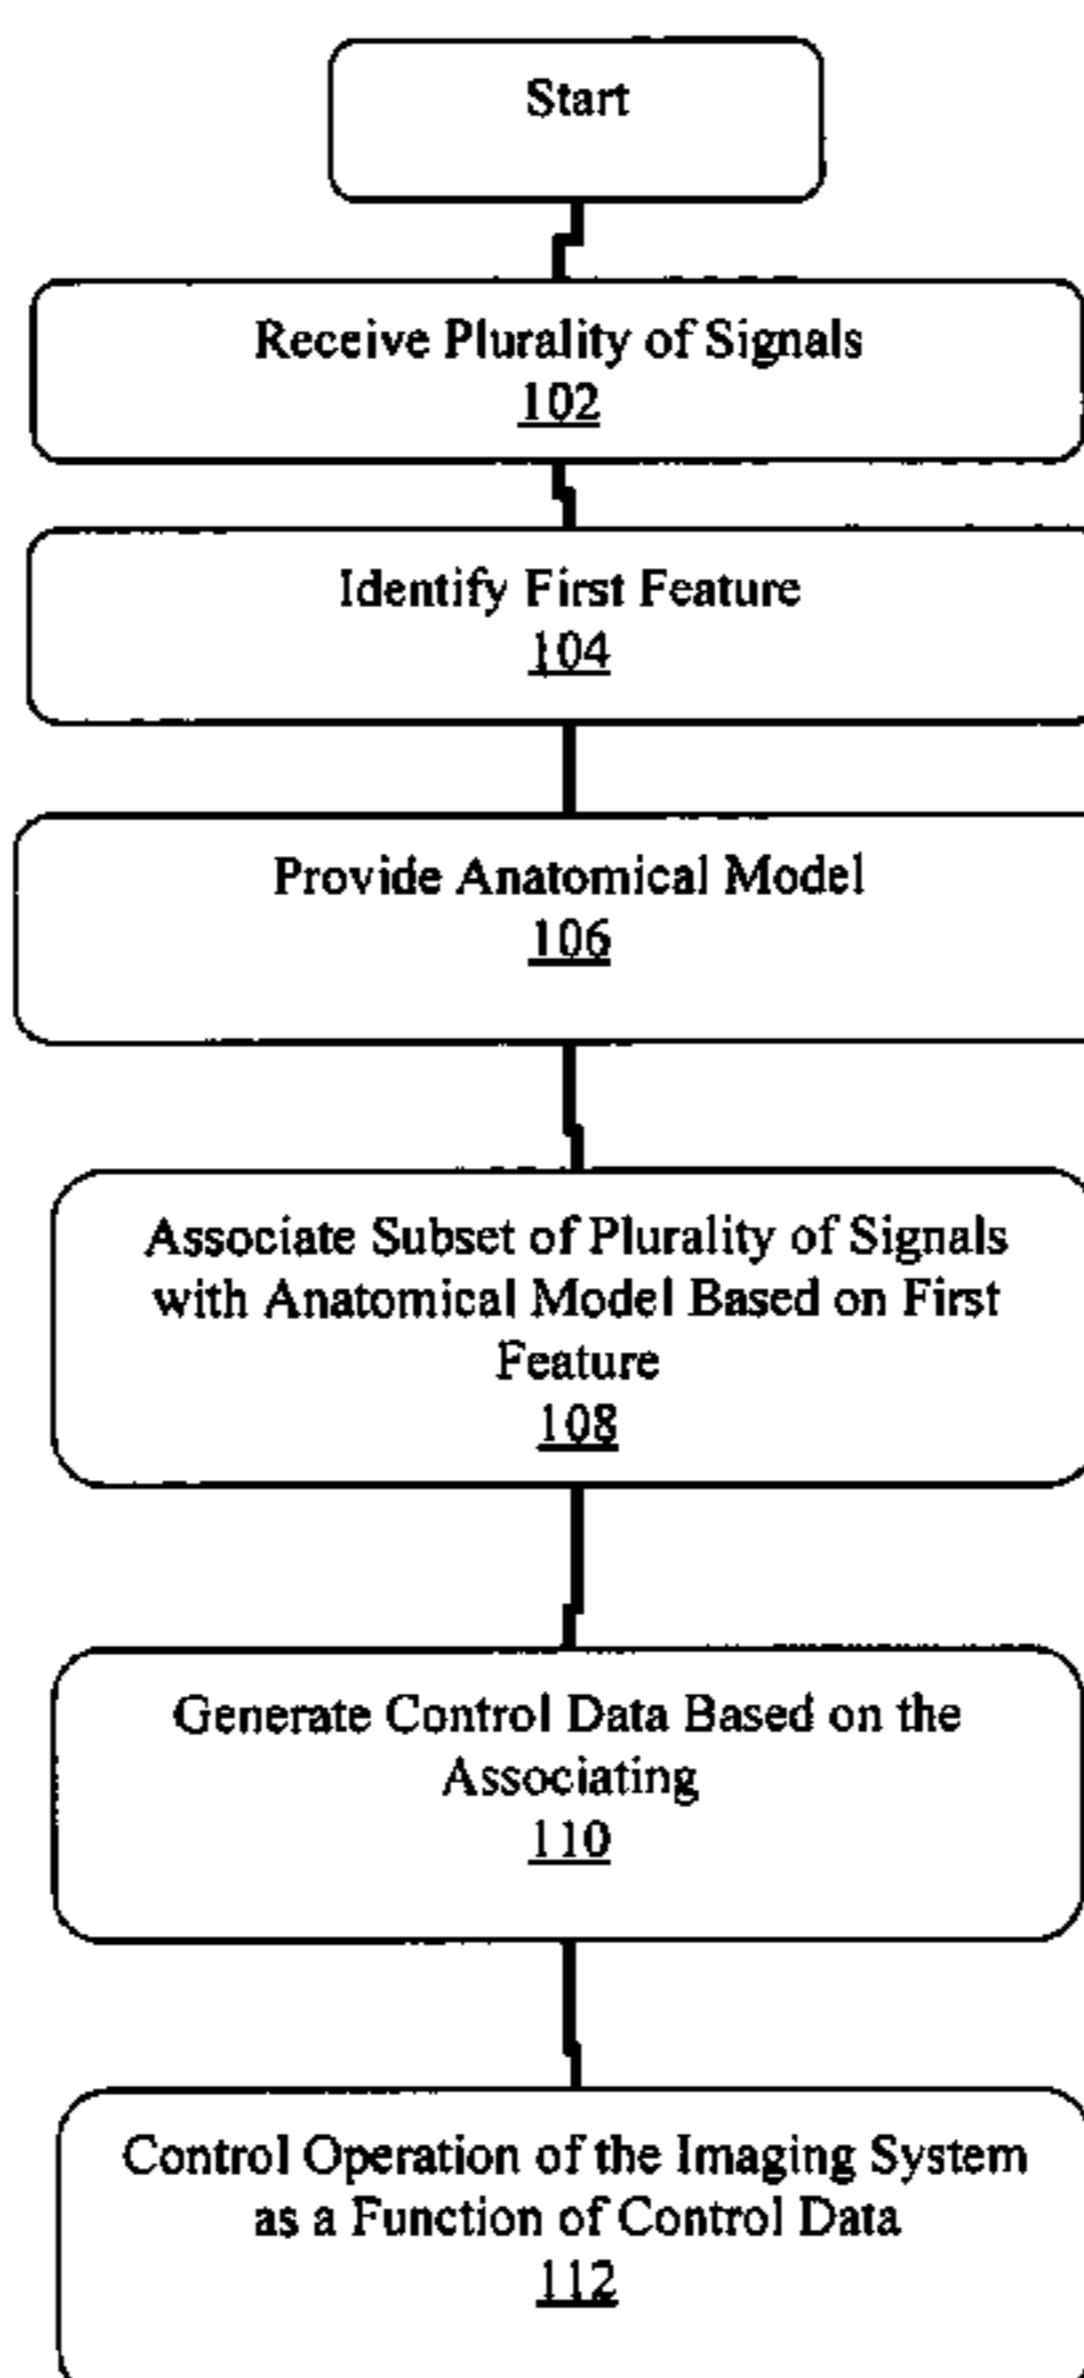 Start
Receive Plurality of Signals
102
Identify First Feature
104
Provide Anatomical Model
106
Associate Subset of Plurality of Signals
with Anatomical Model Based on First
Feature
108
Generate Control Data Based on the
Associating
110
Control Operation of the Imaging System
as a Function of Control Data
112